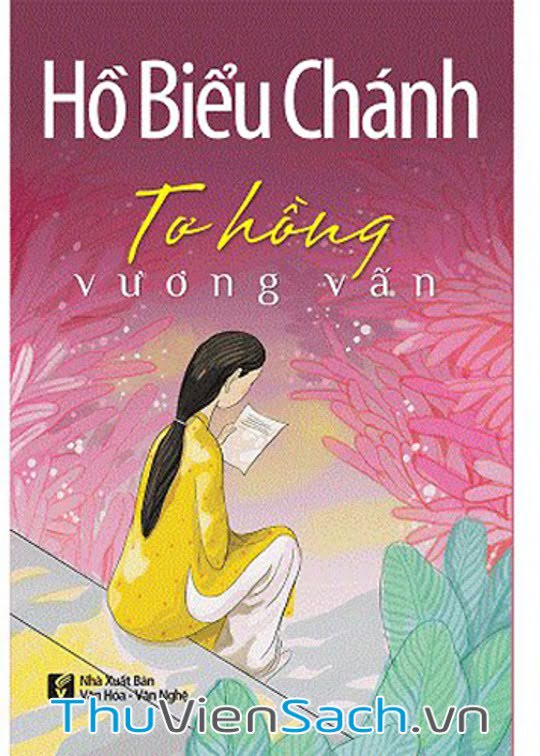 Hồ Biểu Chánh
Tơ hồng
vương vấn
Nhà Xuất Bản
Văn Hóa - Văn Nghệ
ThuVienSach.vn